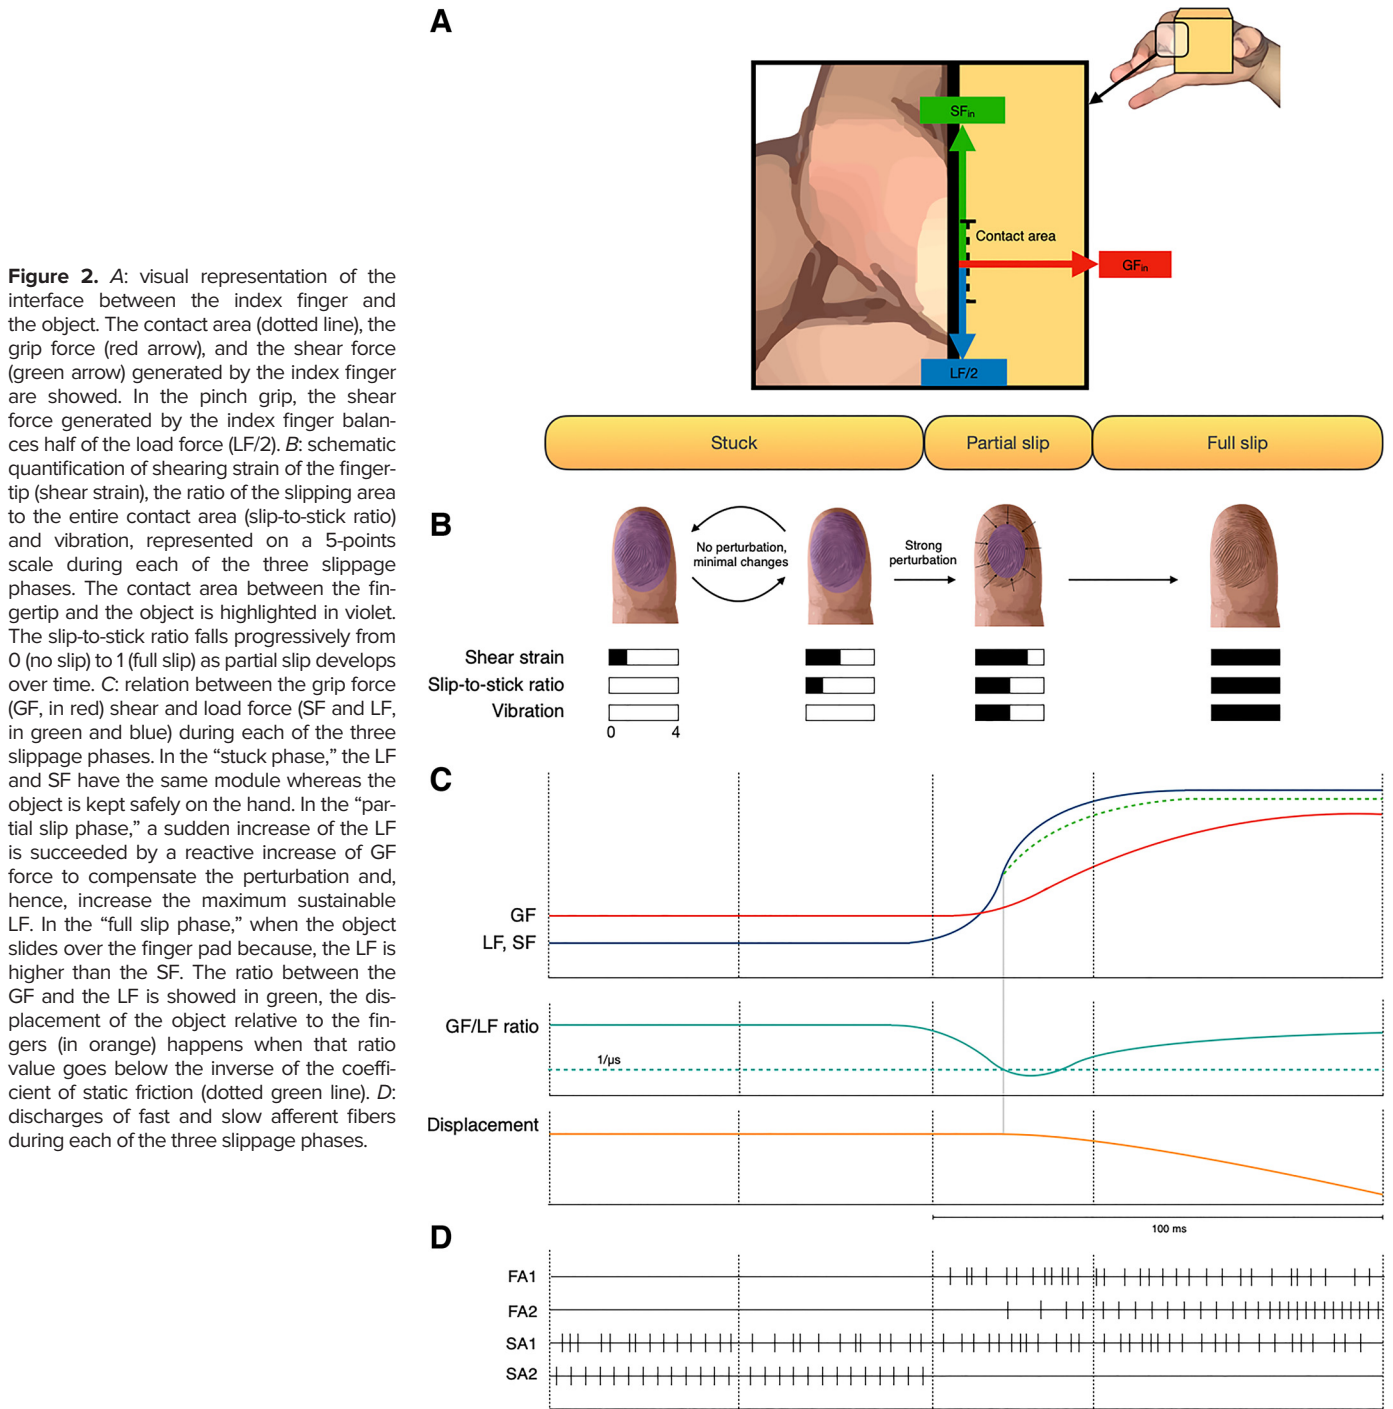 Figure 2. A: visual representation of the
interface between the index finger and
the object. The contact area (dotted line), the
grip force (red arrow), and the shear force
(green arrow) generated by the index finger
are showed. In the pinch grip, the shear
force generated by the index finger balan-
ces half of the load force (LF/2). B: schematic
quantification of shearing strain of the finger-
tip (shear strain), the ratio of the slipping area
to the entire contact area (slip-to-stick ratio)
and vibration, represented on a 5-points
scale during each of the three slippage
phases. The contact area between the fin-
gertip and the object is highlighted in violet.
The slip-to-stick ratio falls progressively from
0 (no slip) to 1 (full slip) as partial slip develops
over time. C: relation between the grip force
(GF, in red) shear and load force (SF and LF,
in green and blue) during each of the three
slippage phases. In the “stuck phase,” the LF
and SF have the same module whereas the
object is kept safely on the hand. In the “par-
tial slip phase,” a sudden increase of the LF
is succeeded by a reactive increase of GF
force to compensate the perturbation and,
hence, increase the maximum sustainable
LF. In the “full slip phase,” when the object
slides over the finger pad because, the LF is
higher than the SF. The ratio between the
GF and the LF is showed in green, the dis-
placement of the object relative to the fin-
gers (in orange) happens when that ratio
value goes below the inverse of the coeffi-
cient of static friction (dotted green line). D:
discharges of fast and slow afferent fibers
during each of the three slippage phases.
A
SFin
Contact area
GFin
LF/2
Stuck Partial slip Full slip
B
No perturbation,
minimal changes
Strong
perturbation
Shear strain
Slip-to-stick ratio
Vibration
0 4
C
GF
LF, SF
GF/LF ratio
1/μs
Displacement
100 ms
D
FA1
FA2
SA1
SA2